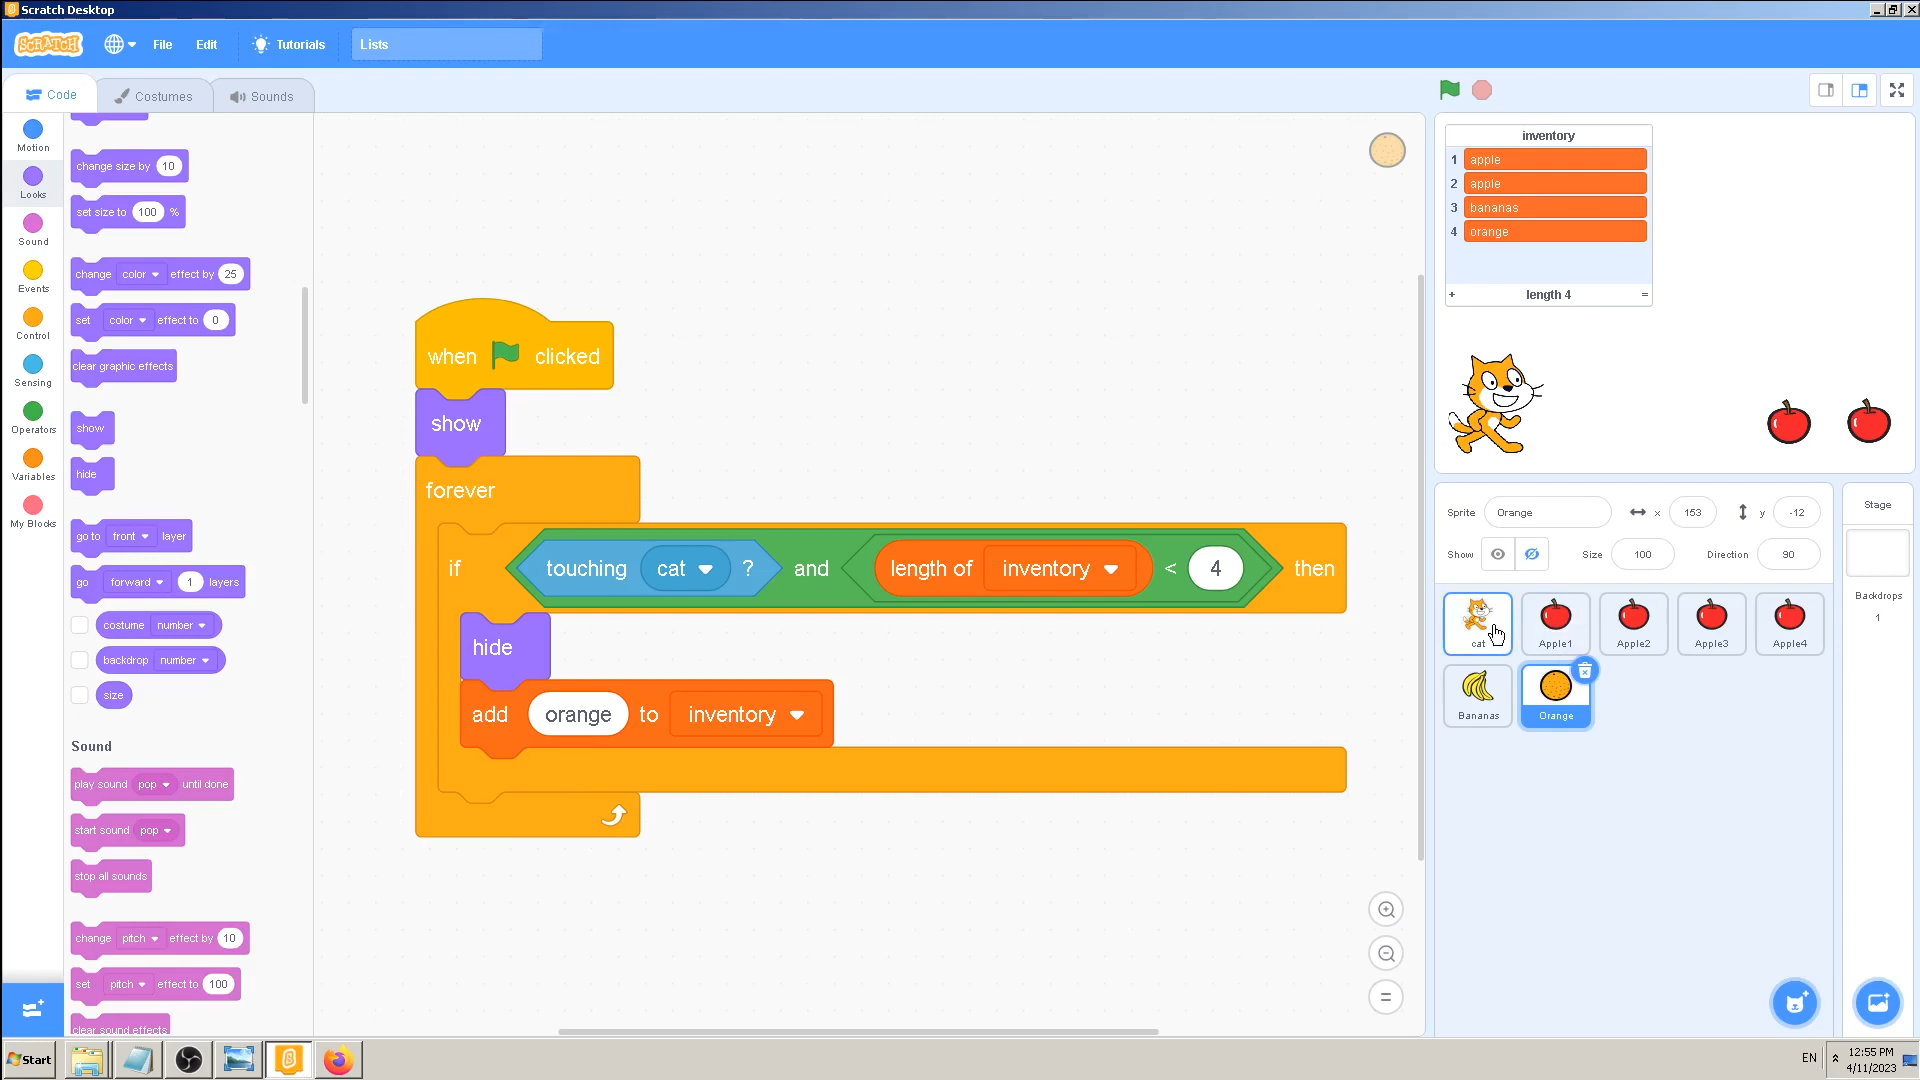 Scratch Desktop
SCRATCH
File
Edit
Tutorials
Lists
Code
Costumes
Sounds
Motion
Looks
Sound
Events
Control
Sensing
Operators
Variables
My Blocks
change size by 10
set size to 100 %
change color effect by 25
set color effect to 0
clear graphic effects
show
hide
go to front layer
go forward 1 layers
costume number
backdrop number
size
Sound
play sound pop until done
start sound pop
stop all sounds
change pitch effect by 10
set pitch effect to 100
clear sound effects
when clicked
show
forever
if touching cat ? and length of inventory < 4 then
hide
add orange to inventory
inventory
1 apple
2 apple
3 bananas
4 orange
+ length 4 =
Sprite Orange x 153 y -12
Show Size 100 Direction 90
cat
Apple1
Apple2
Apple3
Apple4
Bananas
Orange
Stage
Backdrops
1
Start
EN
12:55 PM
4/11/2023